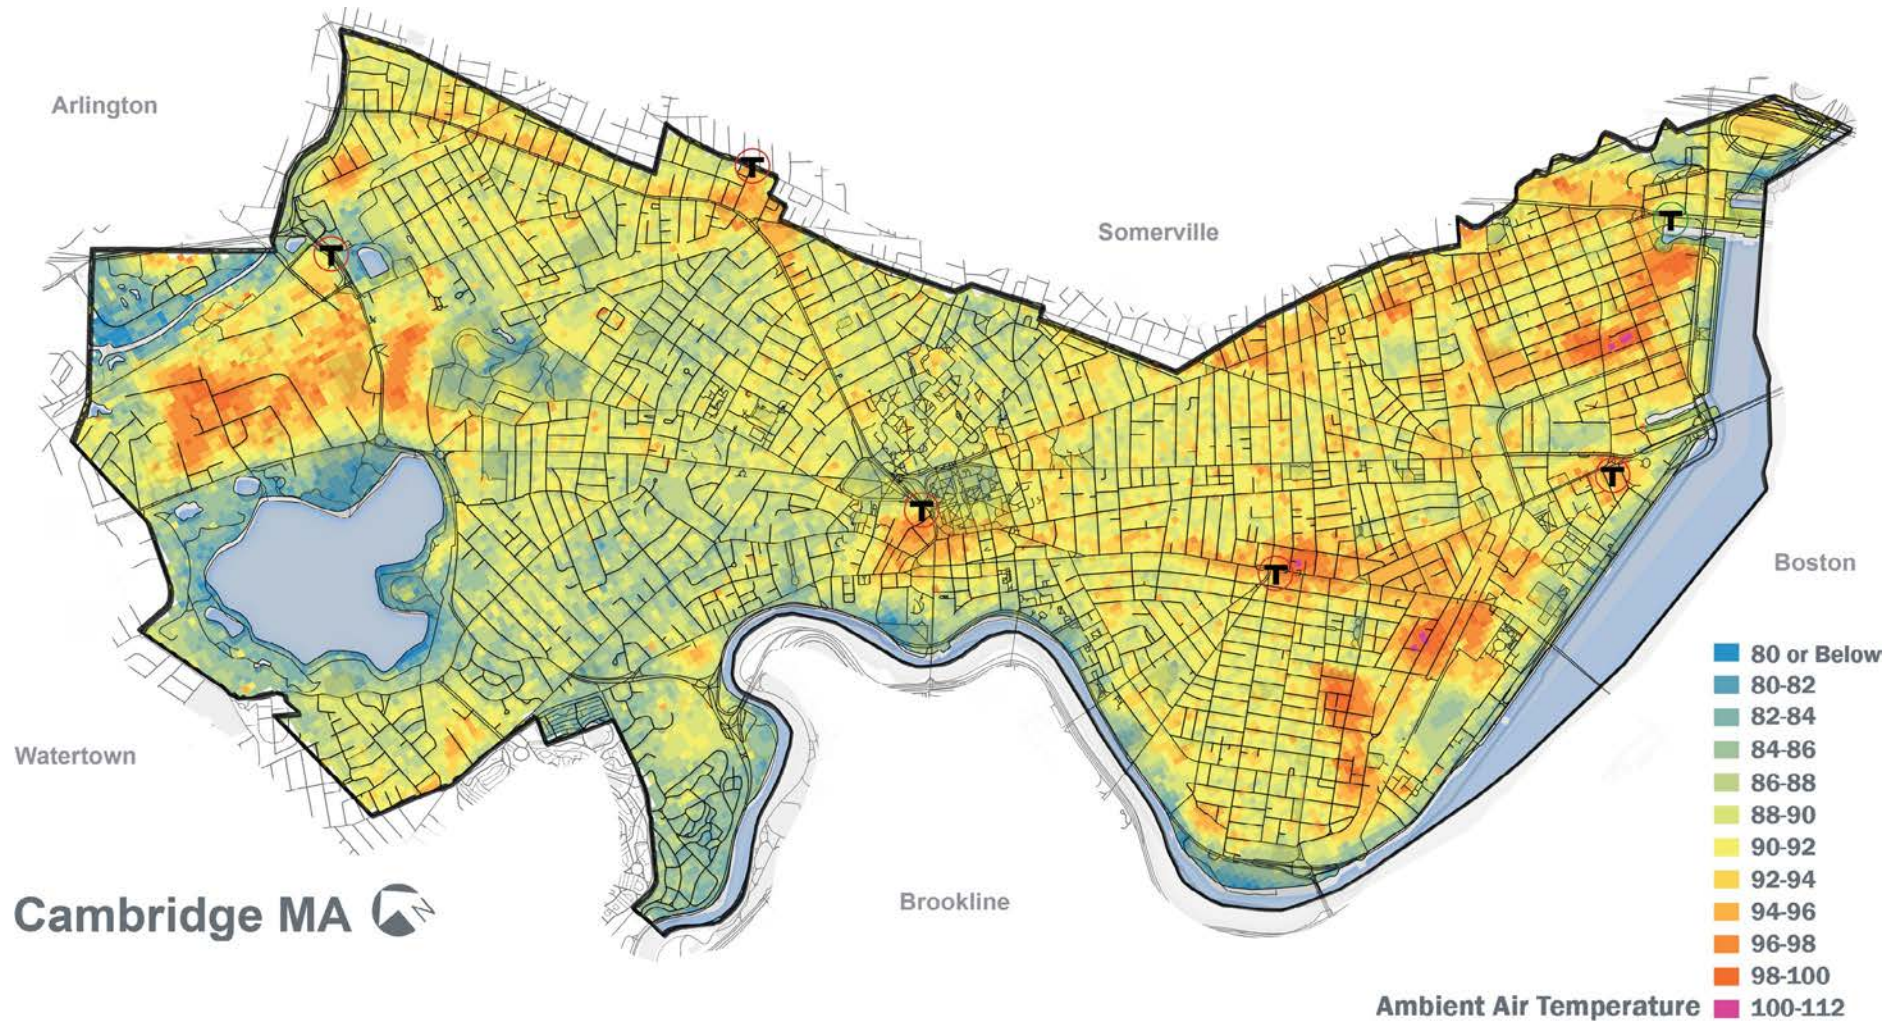 Arlington
Somerville
Boston
Watertown
Brookline
Cambridge MA
N
T
T
T
T
T
T
80 or Below
80-82
82-84
84-86
86-88
88-90
90-92
92-94
94-96
96-98
98-100
Ambient Air Temperature 100-112